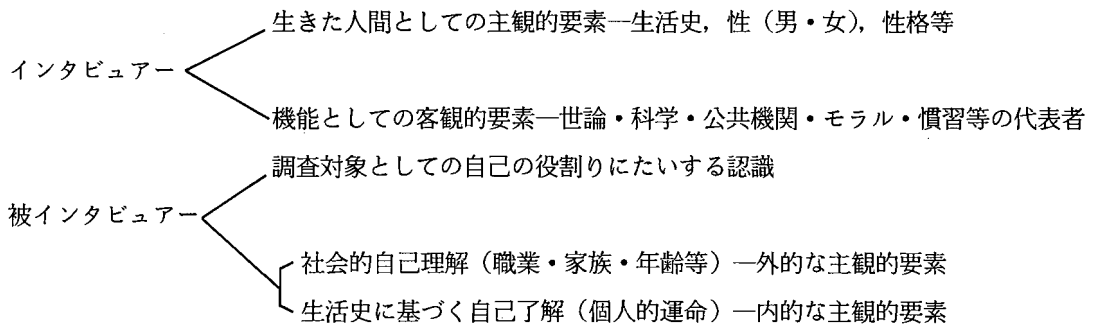 生きた人間としての主観的要素―生活史，性（男・女），性格等
インタビュアー
機能としての客観的要素―世論・科学・公共機関・モラル・慣習等の代表者
調査対象としての自己の役割りにたいする認識
被インタビュアー
社会的自己理解（職業・家族・年齢等）―外的な主観的要素
生活史に基づく自己了解（個人的運命）―内的な主観的要素